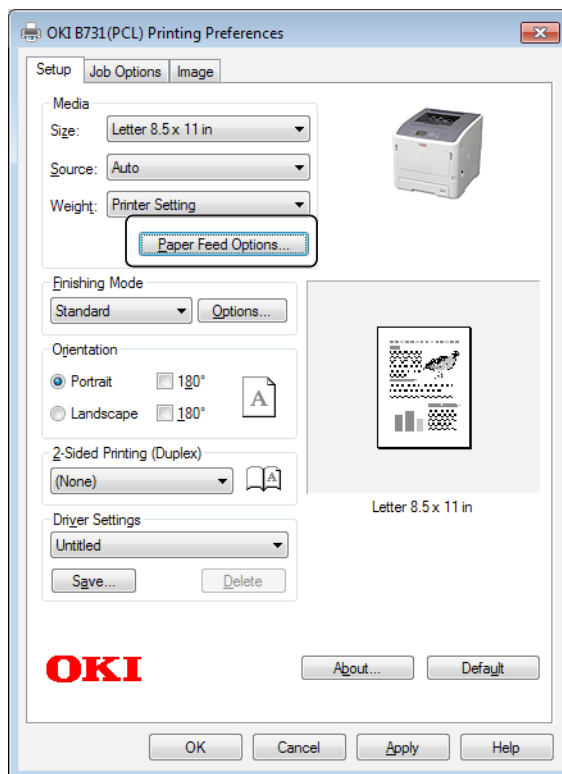 OKI B731(PCL) Printing Preferences
Setup Job Options Image
Media
Size: Letter 8.5 x 11 in
Source: Auto
Weight: Printer Setting
Paper Feed Options...
Finishing Mode
Standard Options...
Orientation
Portrait 180°
Landscape 180°
A
2-Sided Printing (Duplex)
(None) A
Letter 8.5 x 11 in
Driver Settings
Untitled
Save... Delete
OKI About... Default
OK Cancel Apply Help